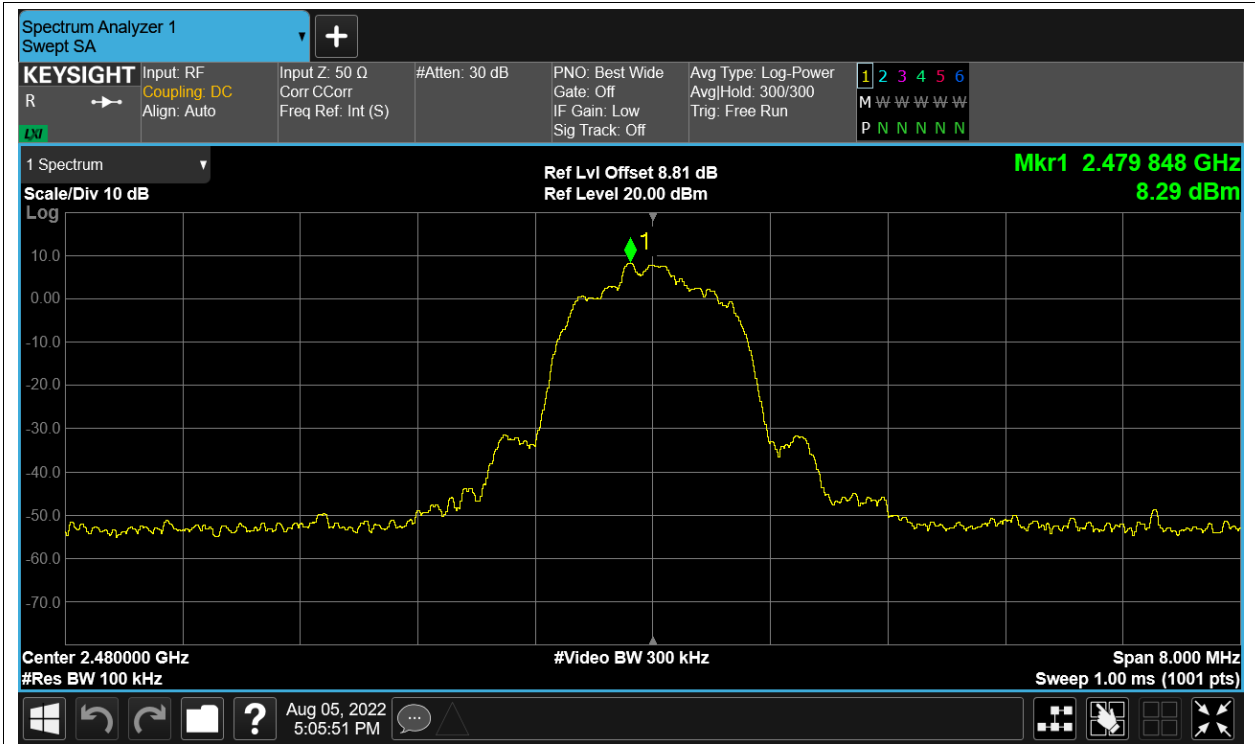 Spectrum Analyzer 1
Swept SA
KEYSIGHT
R
LXI
Input: RF
Coupling: DC
Align: Auto
Input Z: 50 Ω
Corr CCorr
Freq Ref: Int (S)
#Atten: 30 dB
PNO: Best Wide
Gate: Off
IF Gain: Low
Sig Track: Off
Avg Type: Log-Power
Avg|Hold: 300/300
Trig: Free Run
1 2 3 4 5 6
M W W W W W
P N N N N N
1 Spectrum
Scale/Div 10 dB
Log
Ref Lvl Offset 8.81 dB
Ref Level 20.00 dBm
Mkr1 2.479 848 GHz
8.29 dBm
1
10.0
0.00
-10.0
-20.0
-30.0
-40.0
-50.0
-60.0
-70.0
Center 2.480000 GHz
#Video BW 300 kHz
Span 8.000 MHz
#Res BW 100 kHz
Sweep 1.00 ms (1001 pts)
?
Aug 05, 2022
5:05:51 PM